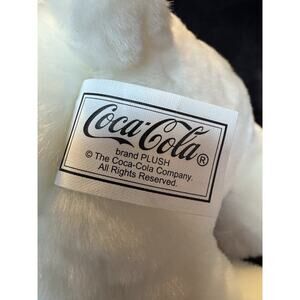 Coca-Cola®
brand PLUSH
© The Coca-Cola Company.
All Rights Reserved.